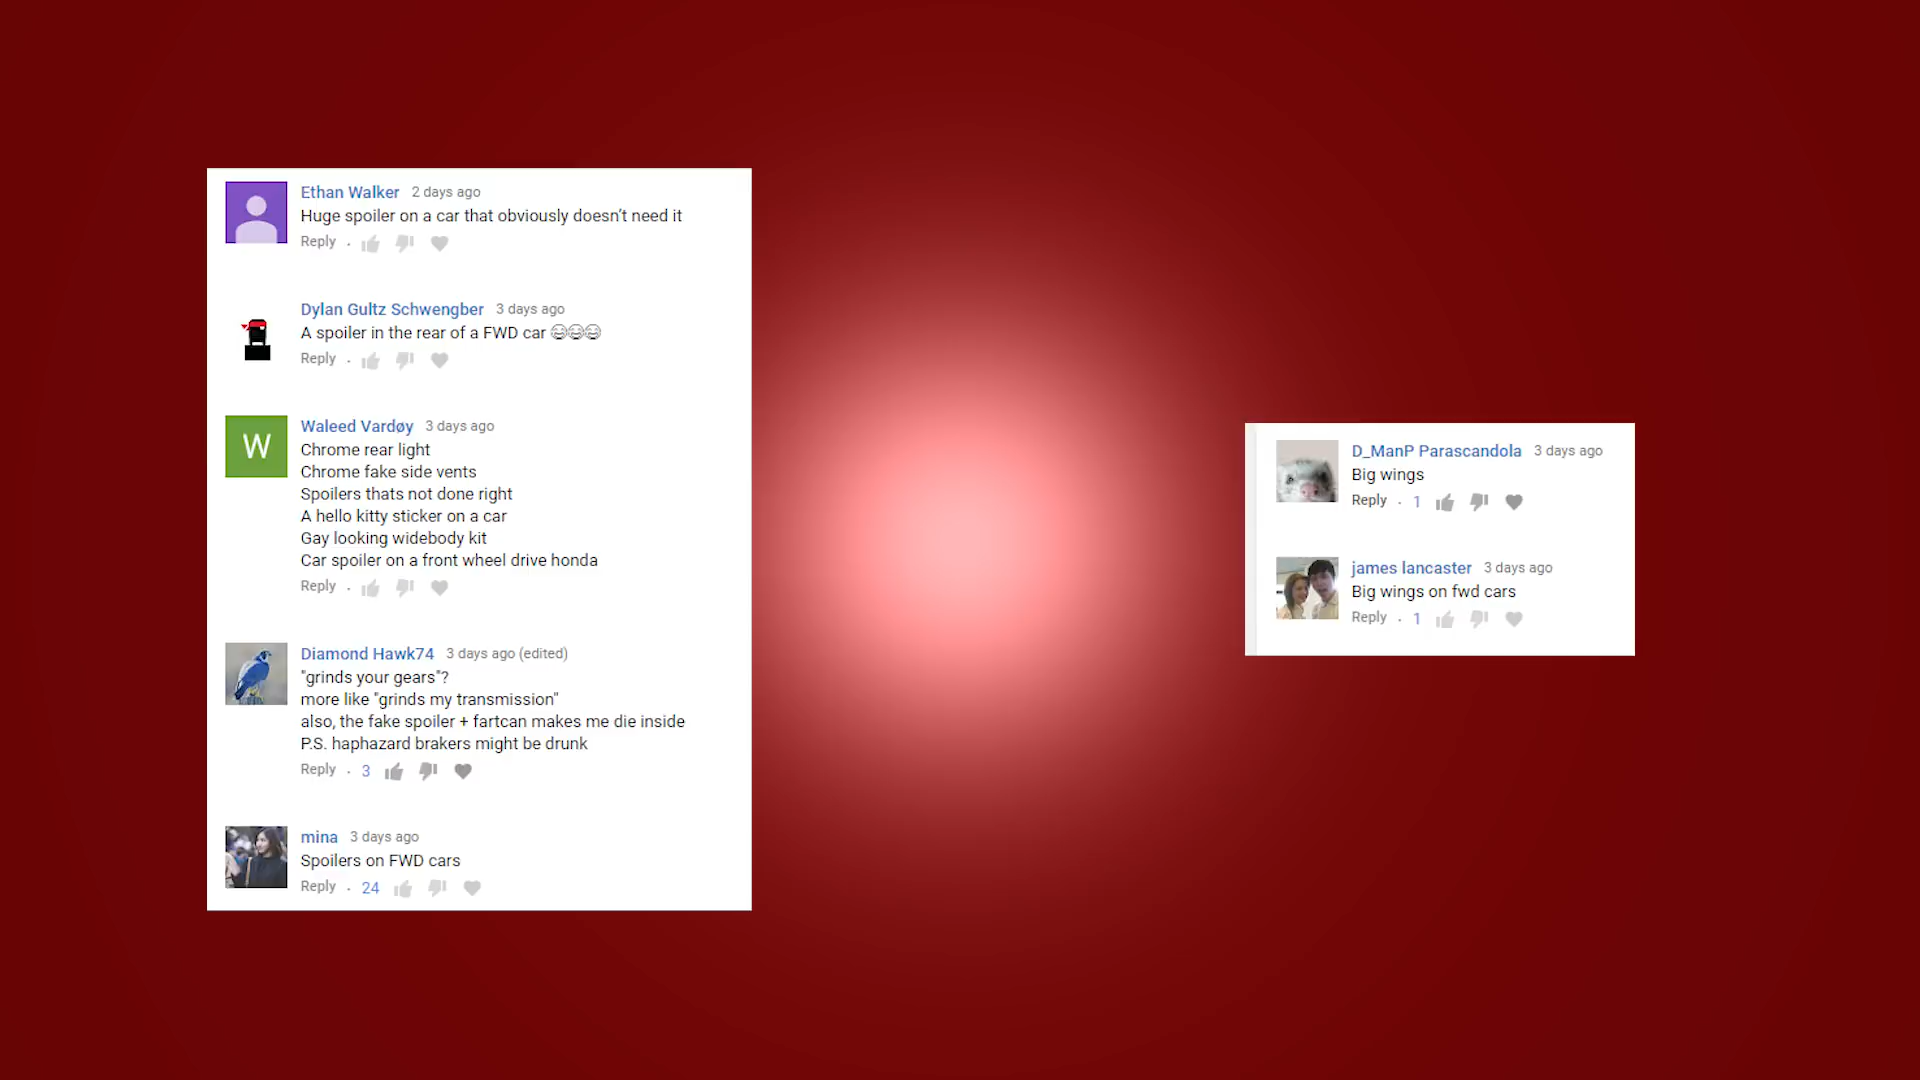 Ethan Walker 2 days ago
Huge spoiler on a car that obviously doesn't need it
Reply
Dylan Gultz Schwengber 3 days ago
A spoiler in the rear of a FWD car 😂😂😂
Reply
W
Waleed Vardøy 3 days ago
Chrome rear light
Chrome fake side vents
Spoilers thats not done right
A hello kitty sticker on a car
Gay looking widebody kit
Car spoiler on a front wheel drive honda
Reply
Diamond Hawk74 3 days ago (edited)
"grinds your gears"?
more like "grinds my transmission"
also, the fake spoiler + fartcan makes me die inside
P.S. haphazard brakers might be drunk
Reply · 3
mina 3 days ago
Spoilers on FWD cars
Reply · 24
D_ManP Parascandola 3 days ago
Big wings
Reply · 1
james lancaster 3 days ago
Big wings on fwd cars
Reply · 1